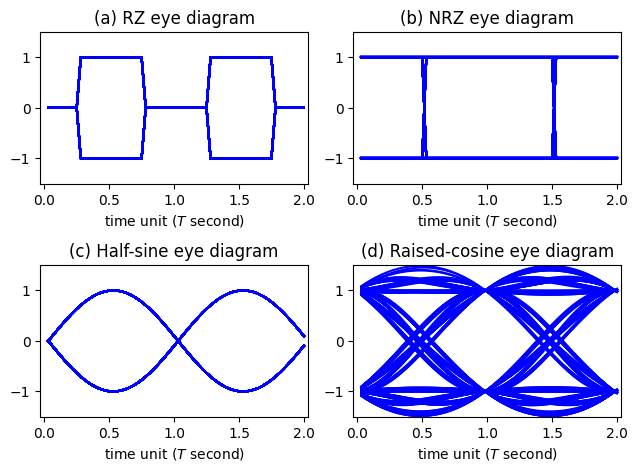 (a) RZ eye diagram
1
0
−1
0.0 0.5 1.0 1.5 2.0
time unit (T second)
(b) NRZ eye diagram
1
0
−1
0.0 0.5 1.0 1.5 2.0
time unit (T second)
(c) Half-sine eye diagram
1
0
−1
0.0 0.5 1.0 1.5 2.0
time unit (T second)
(d) Raised-cosine eye diagram
1
0
−1
0.0 0.5 1.0 1.5 2.0
time unit (T second)